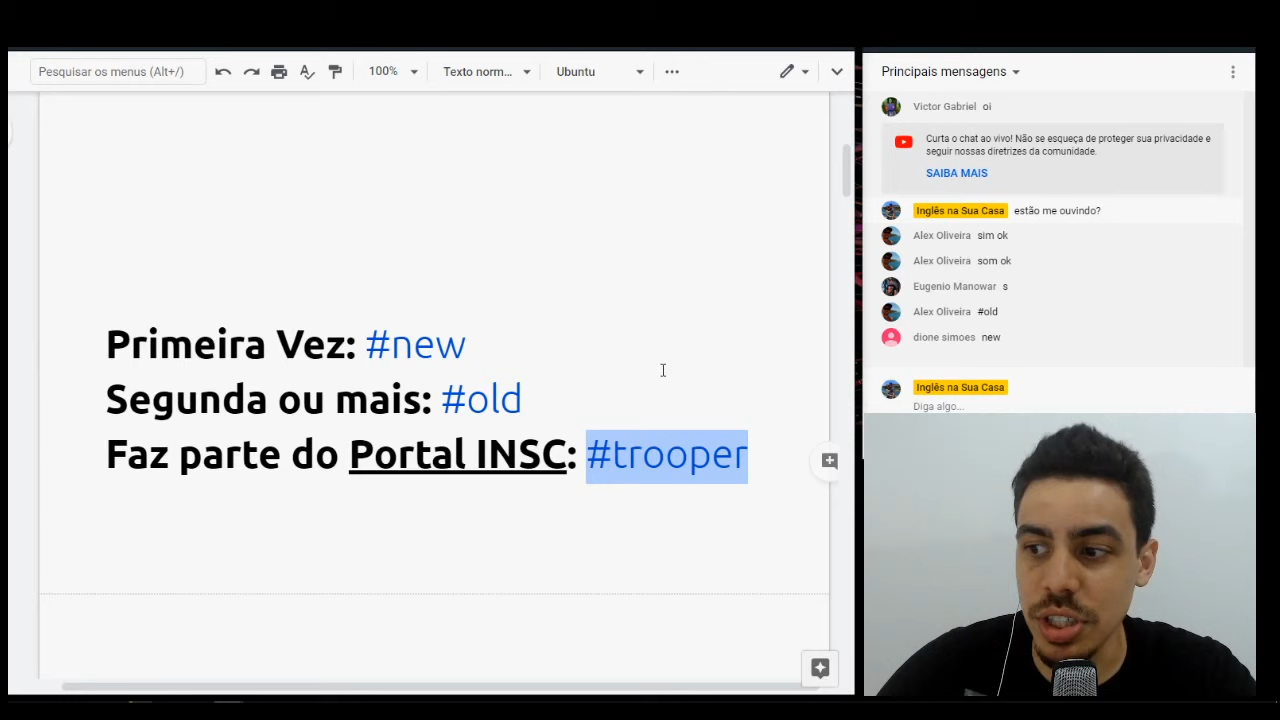 Pesquisar os menus (Alt+/)
100%
Texto norm...
Ubuntu
Primeira Vez: #new
Segunda ou mais: #old
Faz parte do Portal INSC: #trooper
Principais mensagens
Victor Gabriel oi
Curta o chat ao vivo! Não se esqueça de proteger sua privacidade e
seguir nossas diretrizes da comunidade.
SAIBA MAIS
Inglês na Sua Casa estão me ouvindo?
Alex Oliveira sim ok
Alex Oliveira som ok
Eugenio Manowar s
Alex Oliveira #old
dione simoes new
Inglês na Sua Casa
Diga algo...